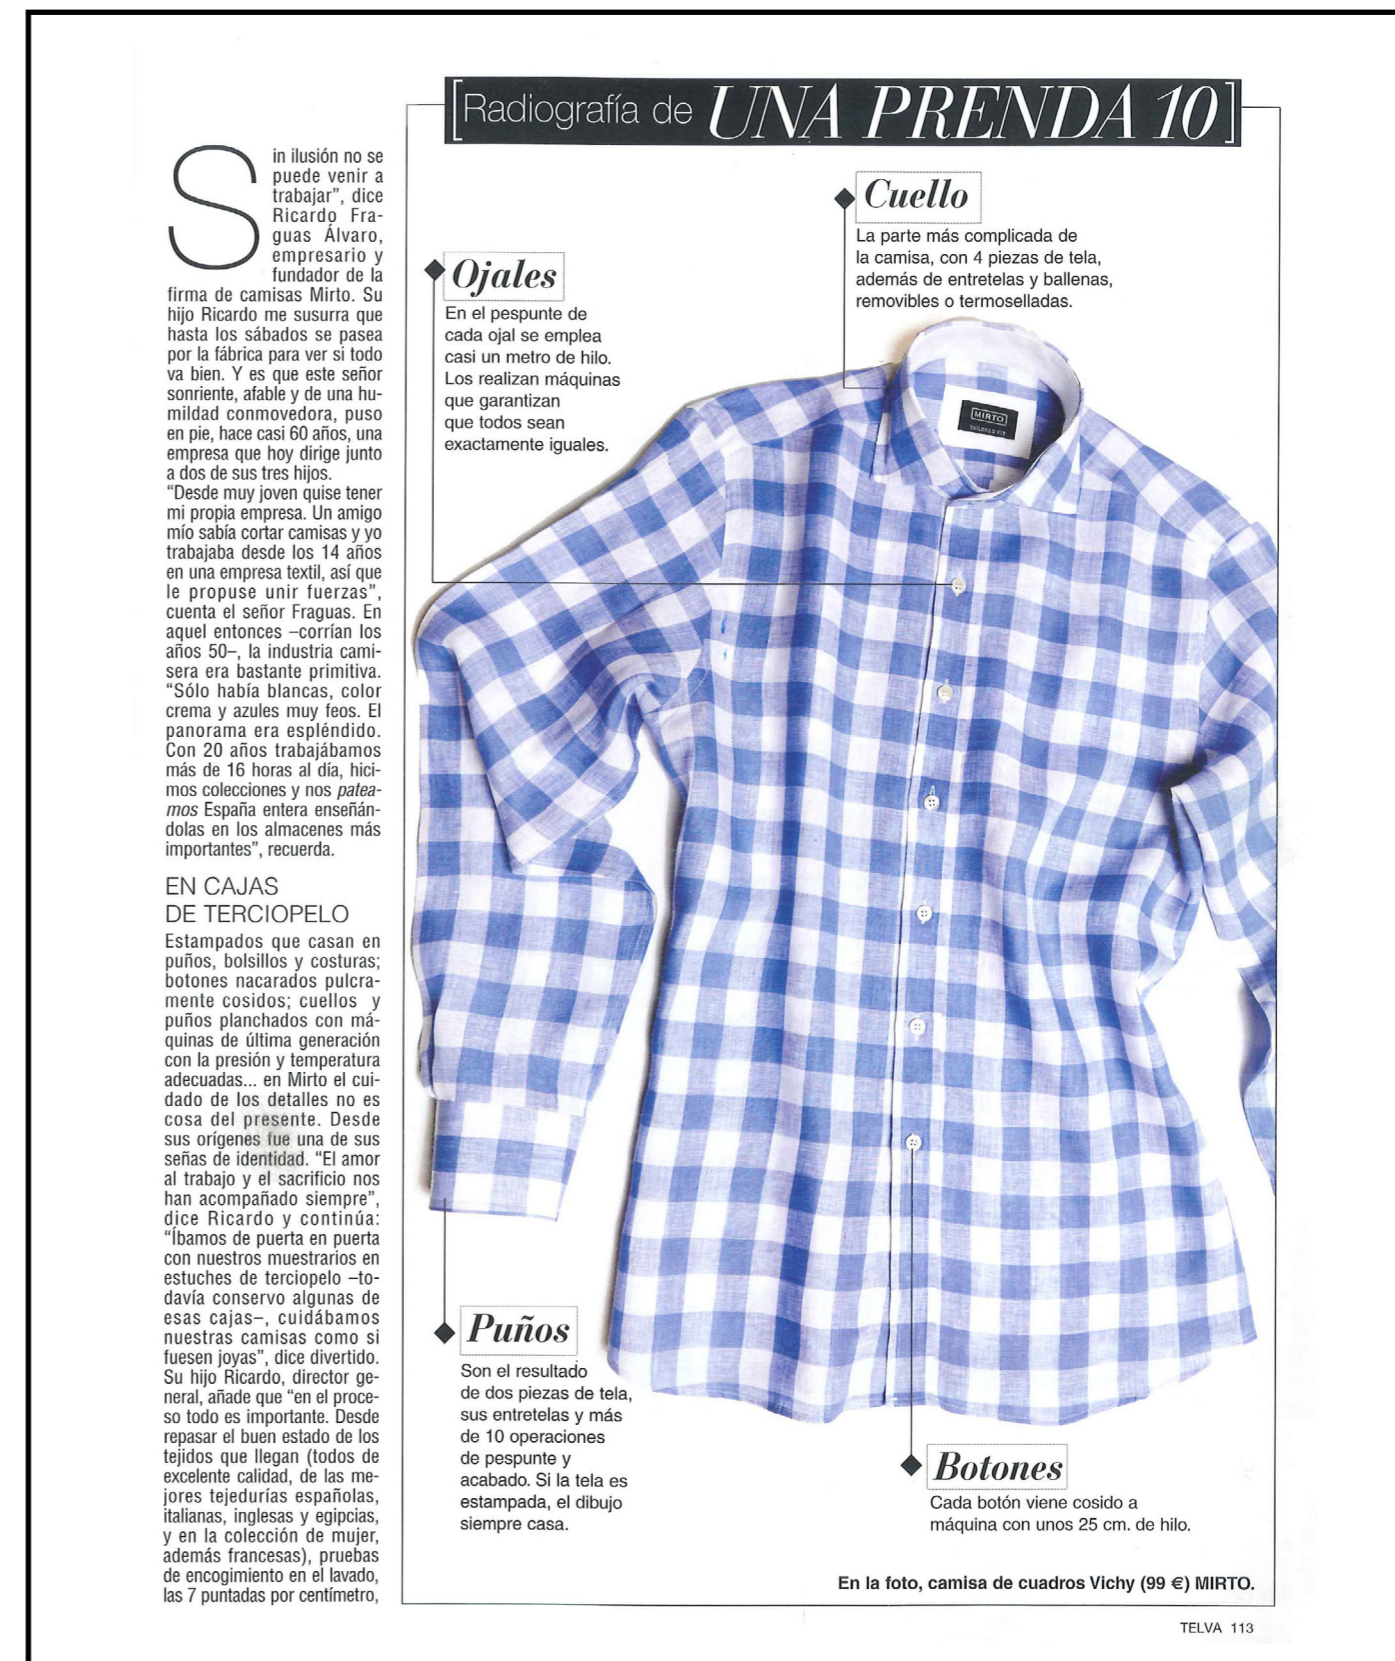 [Radiografía de UNA PRENDA 10]
Sin ilusión no se
puede venir a
trabajar”, dice
Ricardo Fra-
guas Álvaro,
empresario y
fundador de la
firma de camisas Mirto. Su
hijo Ricardo me susurra que
hasta los sábados se pasea
por la fábrica para ver si todo
va bien. Y es que este señor
sonriente, afable y de una hu-
mildad conmovedora, puso
en pie, hace casi 60 años, una
empresa que hoy dirige junto
a dos de sus tres hijos.
“Desde muy joven quise tener
mi propia empresa. Un amigo
mío sabía cortar camisas y yo
trabajaba desde los 14 años
en una empresa textil, así que
le propuse unir fuerzas”,
cuenta el señor Fraguas. En
aquel entonces –corrían los
años 50–, la industria cami-
sera era bastante primitiva.
“Sólo había blancas, color
crema y azules muy feos. El
panorama era espléndido.
Con 20 años trabajábamos
más de 16 horas al día, hici-
mos colecciones y nos patea-
mos España entera enseñán-
dolas en los almacenes más
importantes”, recuerda.
EN CAJAS
DE TERCIOPELO
Estampados que casan en
puños, bolsillos y costuras;
botones nacarados pulcra-
mente cosidos; cuellos y
puños planchados con má-
quinas de última generación
con la presión y temperatura
adecuadas... en Mirto el cui-
dado de los detalles no es
cosa del presente. Desde
sus orígenes fue una de sus
señas de identidad. “El amor
al trabajo y el sacrificio nos
han acompañado siempre”,
dice Ricardo y continúa:
“Íbamos de puerta en puerta
con nuestros muestrarios en
estuches de terciopelo –to-
davía conservo algunas de
esas cajas–, cuidábamos
nuestras camisas como si
fuesen joyas”, dice divertido.
Su hijo Ricardo, director ge-
neral, añade que “en el proce-
so todo es importante. Desde
repasar el buen estado de los
tejidos que llegan (todos de
excelente calidad, de las me-
jores tejedurías españolas,
italianas, inglesas y egipcias,
y en la colección de mujer,
además francesas), pruebas
de encogimiento en el lavado,
las 7 puntadas por centímetro,
Cuello
La parte más complicada de
la camisa, con 4 piezas de tela,
además de entretelas y ballenas,
removibles o termoselladas.
Ojales
En el pespunte de
cada ojal se emplea
casi un metro de hilo.
Los realizan máquinas
que garantizan
que todos sean
exactamente iguales.
MIRTO
TAILORED FIT
Puños
Son el resultado
de dos piezas de tela,
sus entretelas y más
de 10 operaciones
de pespunte y
acabado. Si la tela es
estampada, el dibujo
siempre casa.
Botones
Cada botón viene cosido a
máquina con unos 25 cm. de hilo.
En la foto, camisa de cuadros Vichy (99 €) MIRTO.
TELVA 113